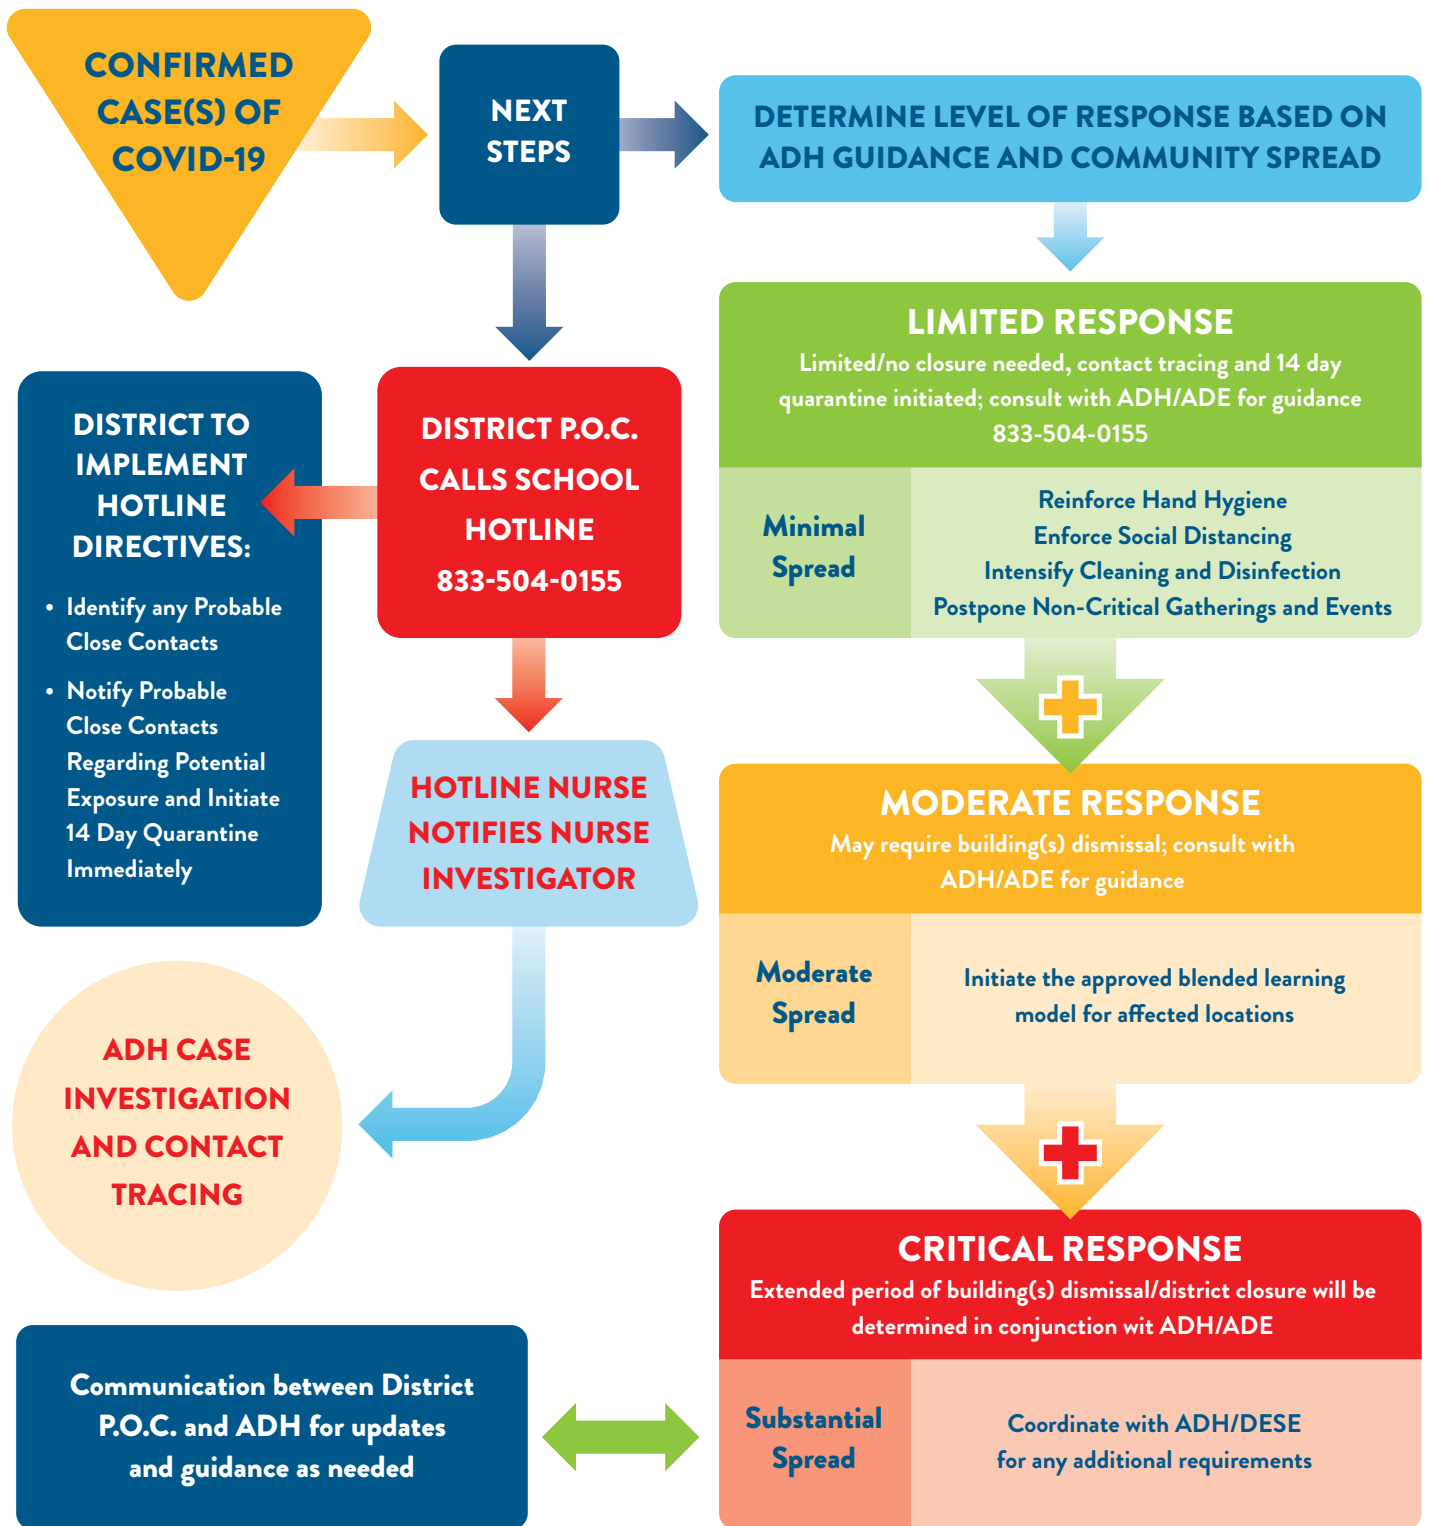 CONFIRMED
CASE(S) OF
COVID-19
NEXT
STEPS
DETERMINE LEVEL OF RESPONSE BASED ON
ADH GUIDANCE AND COMMUNITY SPREAD
DISTRICT P.O.C.
CALLS SCHOOL
HOTLINE
833-504-0155
DISTRICT TO
IMPLEMENT
HOTLINE
DIRECTIVES:
• Identify any Probable
Close Contacts
• Notify Probable
Close Contacts
Regarding Potential
Exposure and Initiate
14 Day Quarantine
Immediately
HOTLINE NURSE
NOTIFIES NURSE
INVESTIGATOR
ADH CASE
INVESTIGATION
AND CONTACT
TRACING
LIMITED RESPONSE
Limited/no closure needed, contact tracing and 14 day
quarantine initiated; consult with ADH/ADE for guidance
833-504-0155
Minimal
Spread
Reinforce Hand Hygiene
Enforce Social Distancing
Intensify Cleaning and Disinfection
Postpone Non-Critical Gatherings and Events
MODERATE RESPONSE
May require building(s) dismissal; consult with
ADH/ADE for guidance
Moderate
Spread
Initiate the approved blended learning
model for affected locations
CRITICAL RESPONSE
Extended period of building(s) dismissal/district closure will be
determined in conjunction wit ADH/ADE
Substantial
Spread
Coordinate with ADH/DESE
for any additional requirements
Communication between District
P.O.C. and ADH for updates
and guidance as needed